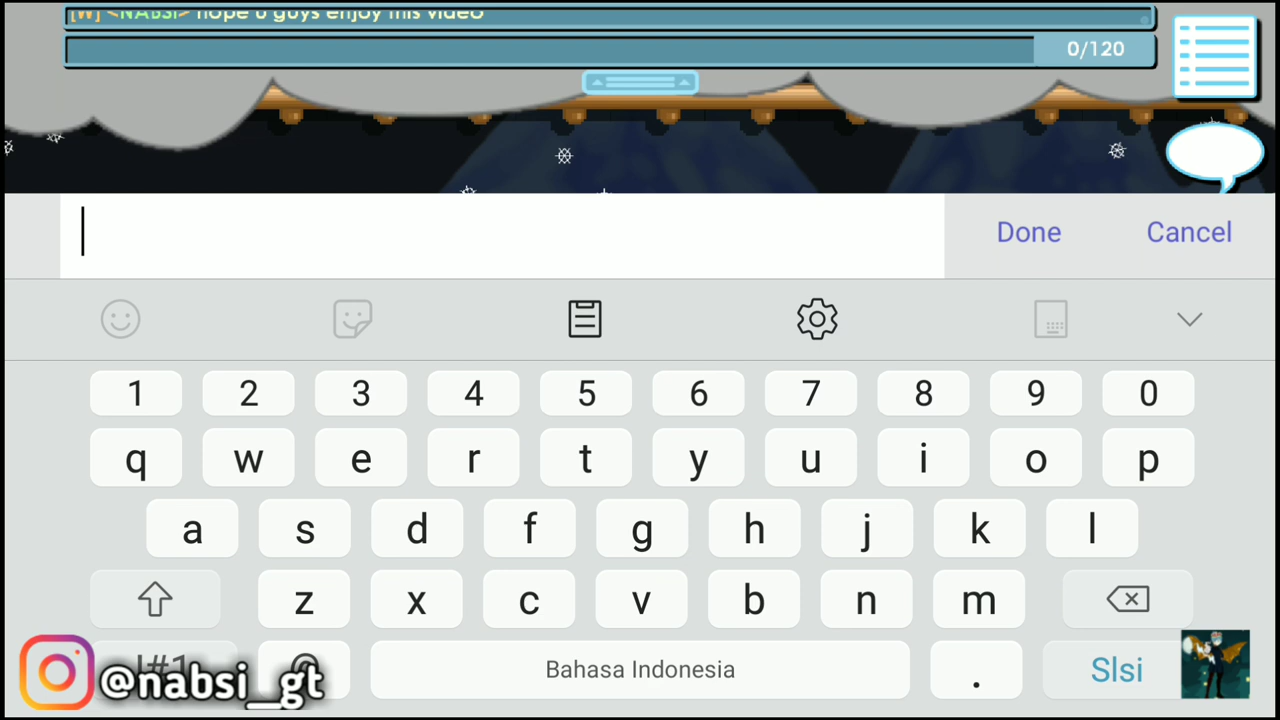 [W] <NABSI> hope u guys enjoy this video
0/120
Done Cancel
1 2 3 4 5 6 7 8 9 0
q w e r t y u i o p
a s d f g h j k l
z x c v b n m
!#1 @ Bahasa Indonesia . Slsi
@nabsi_gt